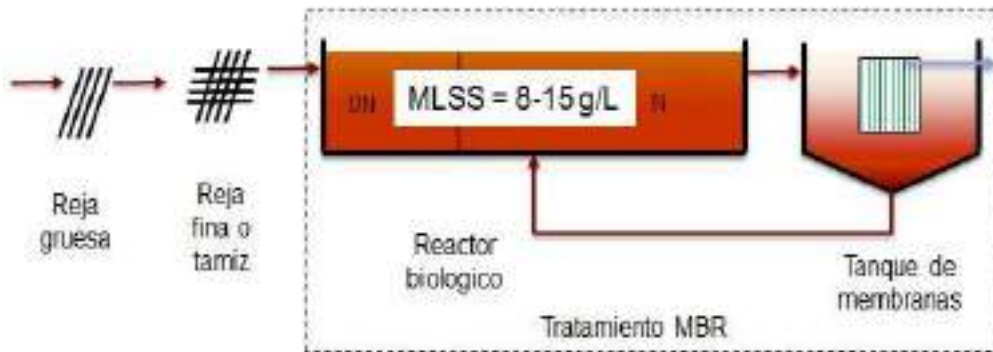 DN
MLSS = 8-15 g/L
N
Reja
gruesa
Reja
fina o
tamiz
Reactor
biologico
Tanque de
membranas
Tratamiento MBR